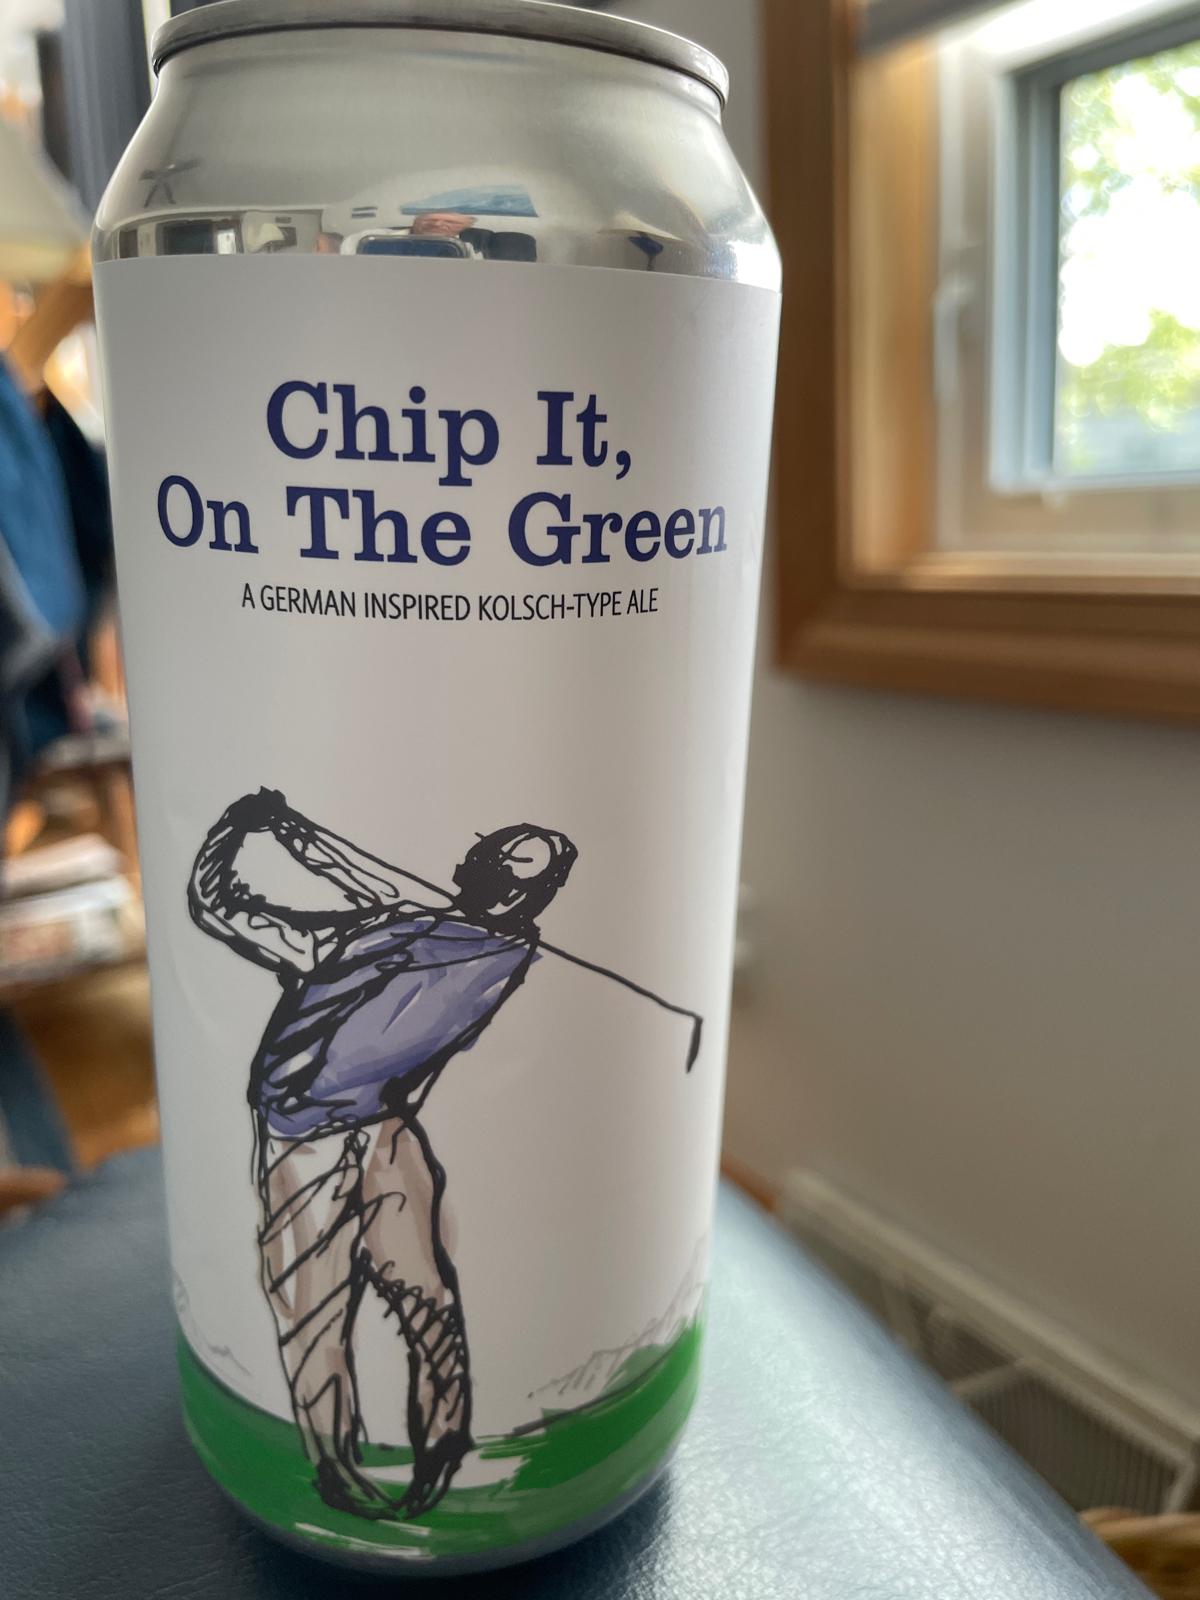 Chip It,
On The Green
A GERMAN INSPIRED KOLSCH-TYPE ALE